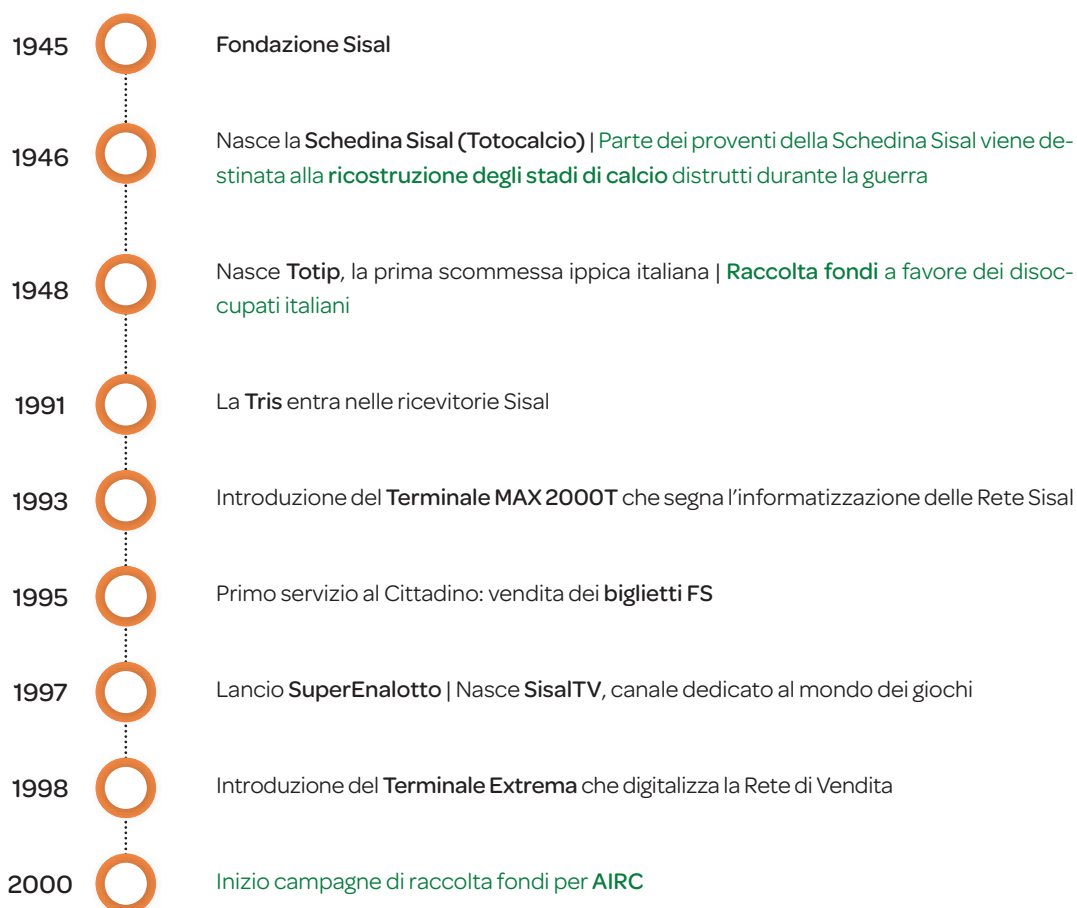 1945 Fondazione Sisal
1946 Nasce la Schedina Sisal (Totocalcio) | Parte dei proventi della Schedina Sisal viene de-
stinata alla ricostruzione degli stadi di calcio distrutti durante la guerra
1948 Nasce Totip, la prima scommessa ippica italiana | Raccolta fondi a favore dei disoc-
cupati italiani
1991 La Tris entra nelle ricevitorie Sisal
1993 Introduzione del Terminale MAX 2000T che segna l'informatizzazione delle Rete Sisal
1995 Primo servizio al Cittadino: vendita dei biglietti FS
1997 Lancio SuperEnalotto | Nasce SisalTV, canale dedicato al mondo dei giochi
1998 Introduzione del Terminale Extrema che digitalizza la Rete di Vendita
2000 Inizio campagne di raccolta fondi per AIRC